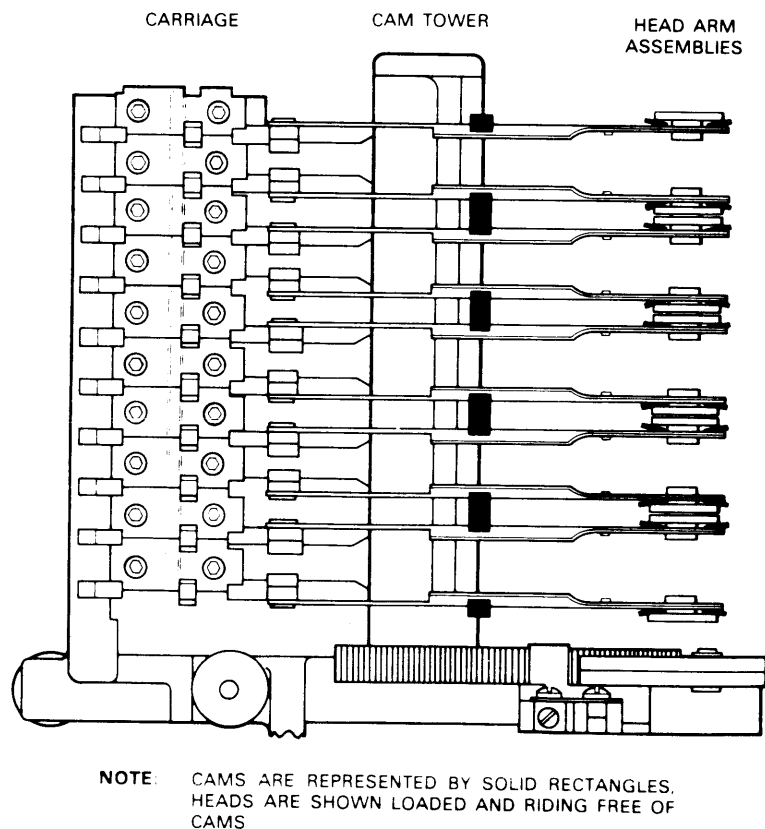 CARRIAGE
CAM TOWER
HEAD ARM
ASSEMBLIES
NOTE: CAMS ARE REPRESENTED BY SOLID RECTANGLES,
HEADS ARE SHOWN LOADED AND RIDING FREE OF
CAMS